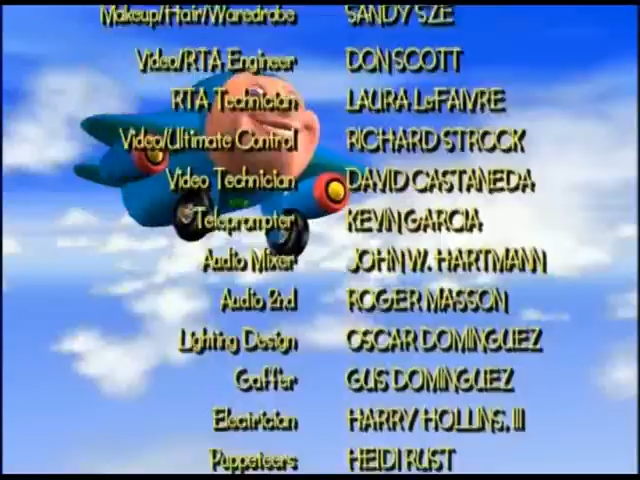 Makeup/Hair/Waredrobe SANDY SZE
Video/RTA Engineer DON SCOTT
RTA Technician LAURA LeFAIVRE
Video/Ultimate Control RICHARD STROCK
Video Technician DAVID CASTANEDA
Teleprompter KEVIN GARCIA
Audio Mixer JOHN W. HARTMANN
Audio 2nd ROGER MASSON
Lighting Design OSCAR DOMINGUEZ
Gaffer GUS DOMINGUEZ
Electrician HARRY HOLLINS, III
Puppeteers HEIDI RUST